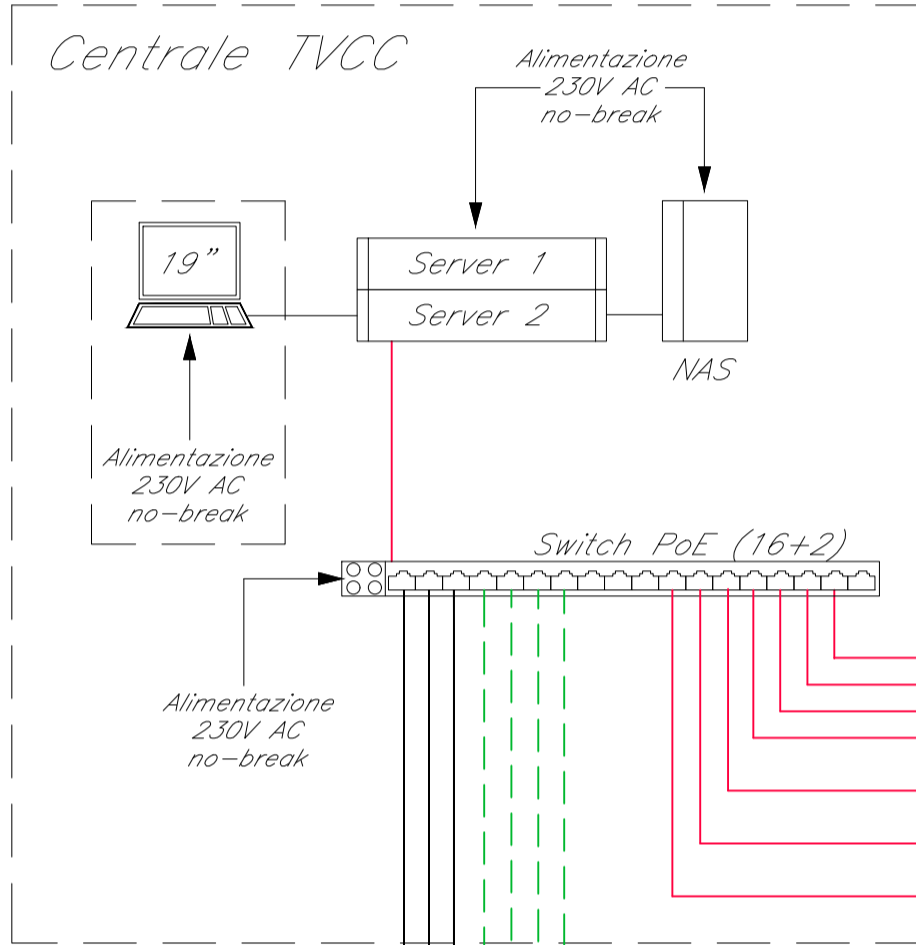 Centrale TVCC
Alimentazione
230V AC
no-break
19”
Server 1
Server 2
NAS
Alimentazione
230V AC
no-break
Switch PoE (16+2)
Alimentazione
230V AC
no-break